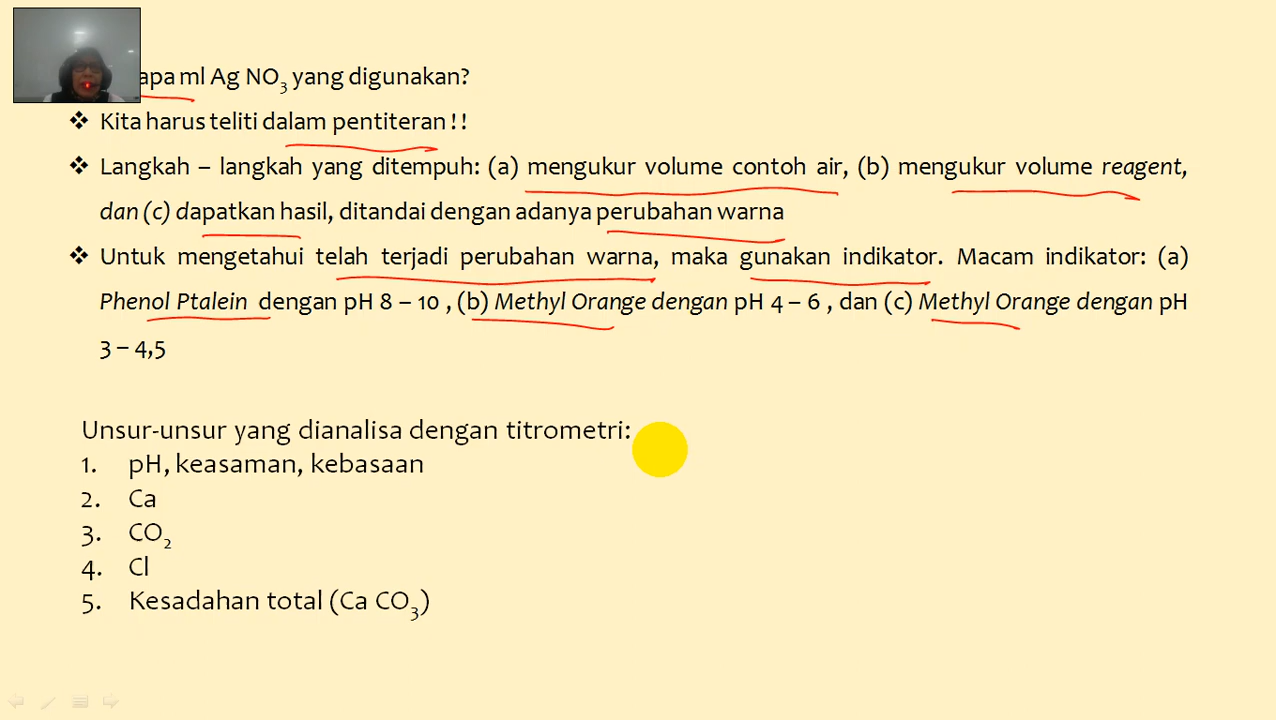 ml Ag NO₃ yang digunakan?
❖ Kita harus teliti dalam pentiteran!!
❖ Langkah – langkah yang ditempuh: (a) mengukur volume contoh air, (b) mengukur volume reagent,
dan (c) dapatkan hasil, ditandai dengan adanya perubahan warna
❖ Untuk mengetahui telah terjadi perubahan warna, maka gunakan indikator. Macam indikator: (a)
Phenol Ptalein dengan pH 8 – 10 , (b) Methyl Orange dengan pH 4 – 6 , dan (c) Methyl Orange dengan pH
3 – 4,5
Unsur-unsur yang dianalisa dengan titrometri:
1. pH, keasaman, kebasaan
2. Ca
3. CO₂
4. Cl
5. Kesadahan total (Ca CO₃)